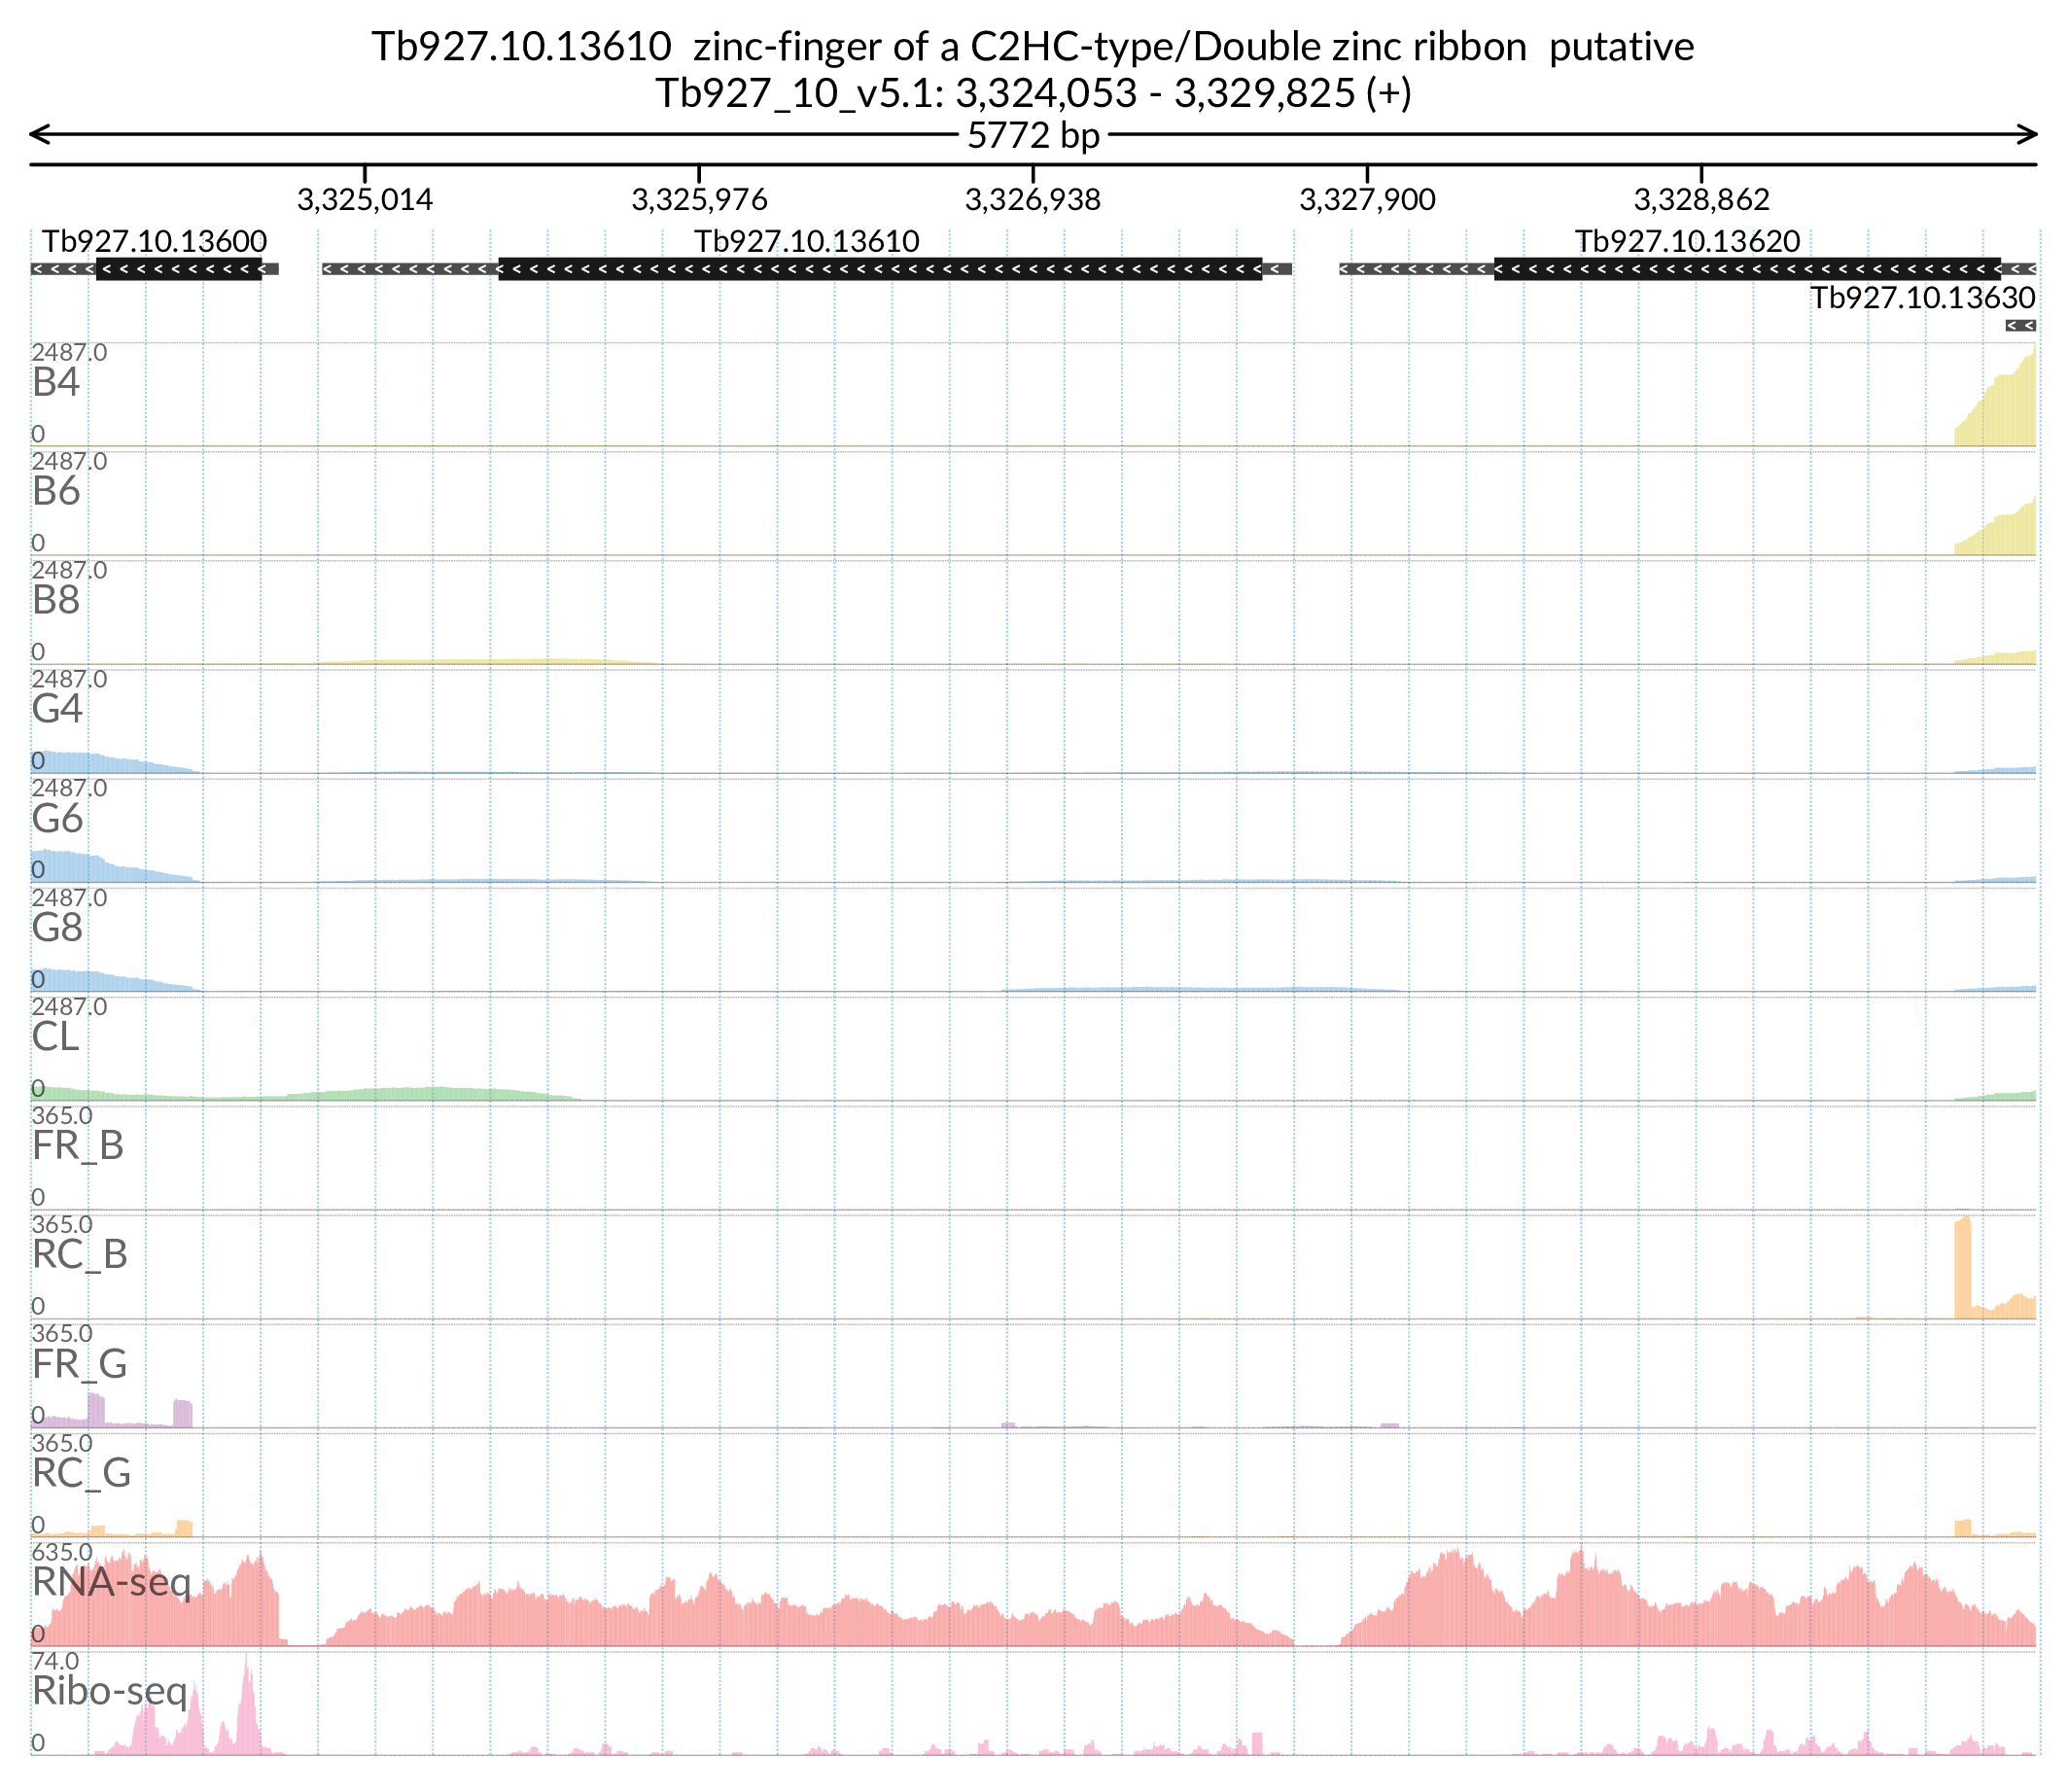 Tb927.10.13610  zinc-finger of a C2HC-type/Double zinc ribbon  putative
Tb927_10_v5.1: 3,324,053 - 3,329,825 (+)
5772 bp
3,325,014 3,325,976 3,326,938 3,327,900 3,328,862
Tb927.10.13600 Tb927.10.13610 Tb927.10.13620
Tb927.10.13630
2487.0
B4
0
2487.0
B6
0
2487.0
B8
0
2487.0
G4
0
2487.0
G6
0
2487.0
G8
0
2487.0
CL
0
365.0
FR_B
0
365.0
RC_B
0
365.0
FR_G
0
365.0
RC_G
0
635.0
RNA-seq
0
74.0
Ribo-seq
0